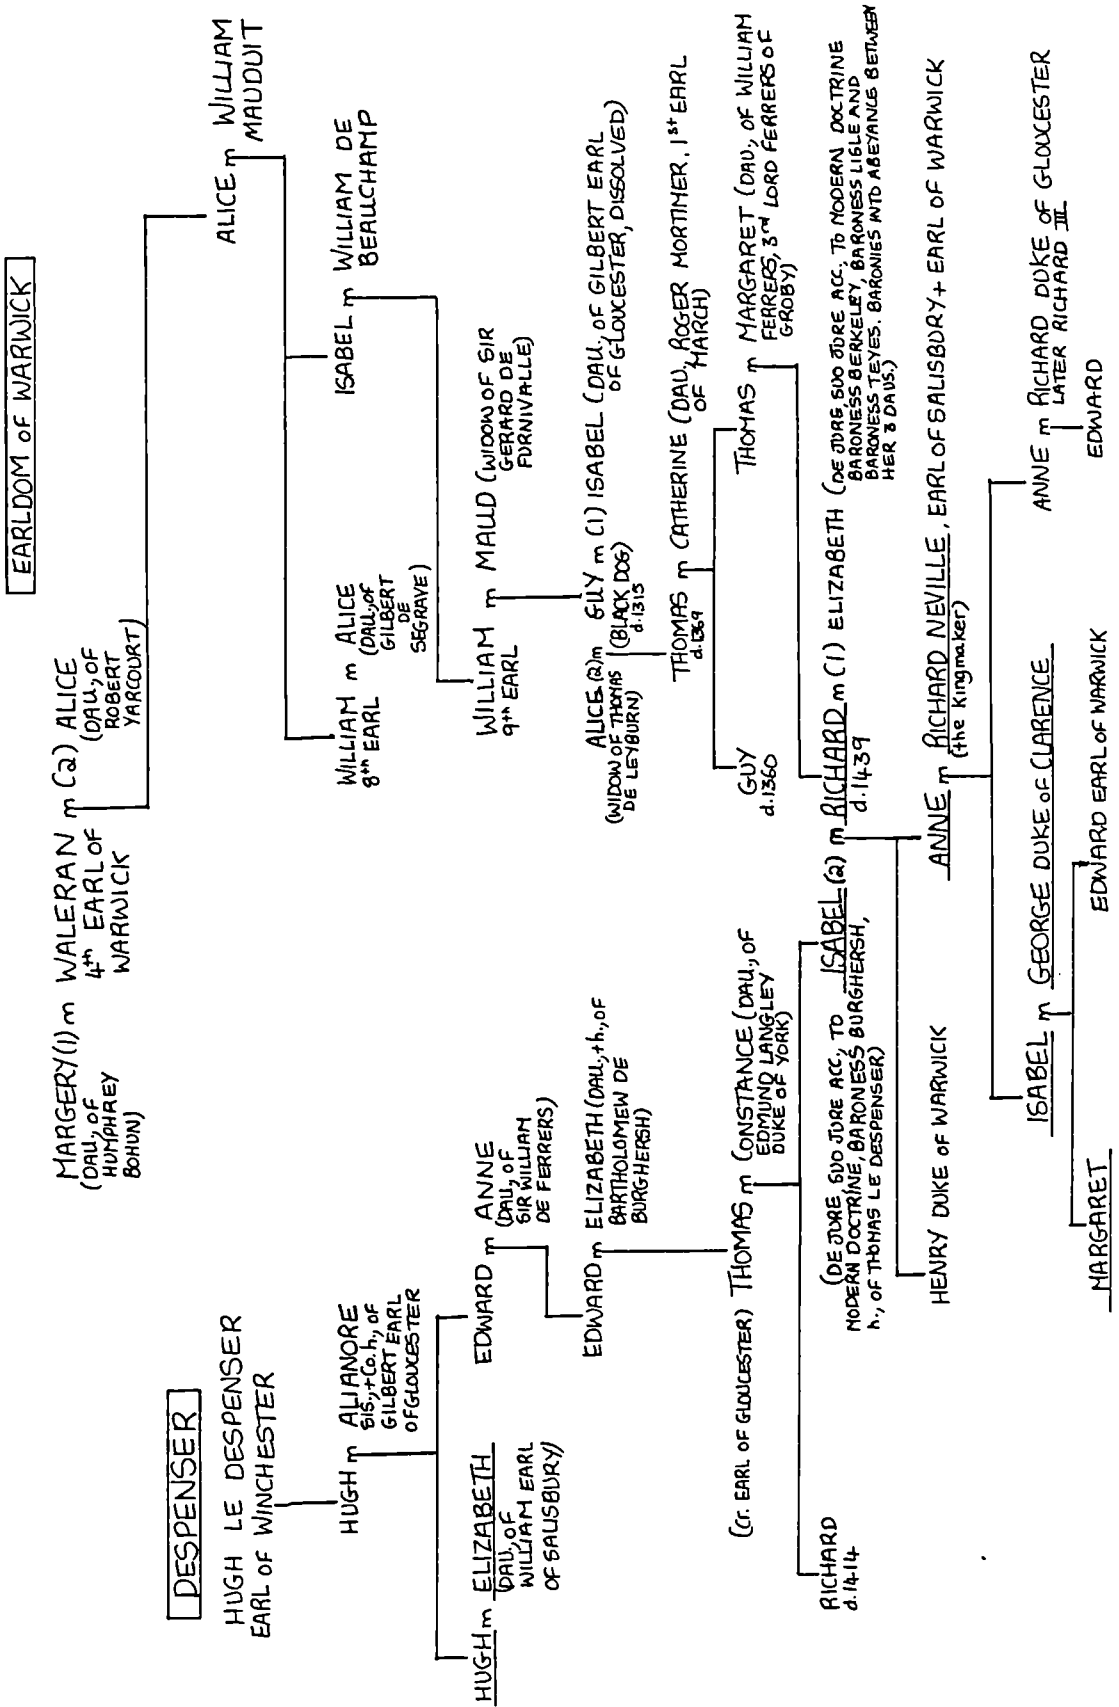 EARLDOM OF WARWICK
MARGERY (1) m WALERAN m (2) ALICE
(DAU., OF
HUMPHREY
BOHUN)
4th EARL OF
WARWICK
(DAU., OF
ROBERT
YARCOURT)
ALICE m WILLIAM
MAUDUIT
WILLIAM m ALICE
8th EARL
(DAU., OF
GILBERT
DE
SEGRAVE)
ISABEL m WILLIAM DE
BEAUCHAMP
WILLIAM m MAUD (WIDOW OF SIR
9th EARL
GERARD DE
FURNIVALLE)
ALICE (2) m GUY m (1) ISABEL (DAU., OF GILBERT EARL
(WIDOW OF THOMAS
DE LEYBURN)
(BLACK DOG)
d.1315
OF GLOUCESTER, DISSOLVED)
THOMAS m CATHERINE (DAU., ROGER MORTIMER, 1st EARL
d.1369
OF MARCH)
GUY
d.1360
THOMAS m MARGARET (DAU., OF WILLIAM
FERRERS, 3rd LORD FERRERS OF
GROBY)
DESPENSER
HUGH LE DESPENSER
EARL OF WINCHESTER
HUGH m ALIANORE
SIS., + Co. h., OF
GILBERT EARL
OF GLOUCESTER
HUGH m ELIZABETH
(DAU., OF
WILLIAM EARL
OF SALISBURY)
EDWARD m ANNE
(DAU., OF
SIR WILLIAM
DE FERRERS)
EDWARD m ELIZABETH (DAU., + h., OF
BARTHOLOMEW DE
BURGHERSH)
(Cr. EARL OF GLOUCESTER) THOMAS m CONSTANCE (DAU., OF
EDMUND LANGLEY
DUKE OF YORK)
RICHARD
d.1414
(DE JURE, SUO JURE ACC., TO
MODERN DOCTRINE, BARONESS BURGHERSH,
h., OF THOMAS LE DESPENSER)
ISABEL (2) m RICHARD m (1) ELIZABETH (DE JURE, SUO JURE ACC., TO MODERN DOCTRINE
d.1439
BARONESS BERKELEY, BARONESS LISLE AND
BARONESS TEYES. BARONIES INTO ABEYANCE BETWEEN
HER 3 DAUS.)
HENRY DUKE OF WARWICK
ANNE m RICHARD NEVILLE, EARL OF SALISBURY + EARL OF WARWICK
(the Kingmaker)
ISABEL m GEORGE DUKE OF CLARENCE
ANNE m RICHARD DUKE OF GLOUCESTER
LATER RICHARD III
MARGARET
EDWARD EARL OF WARWICK
EDWARD